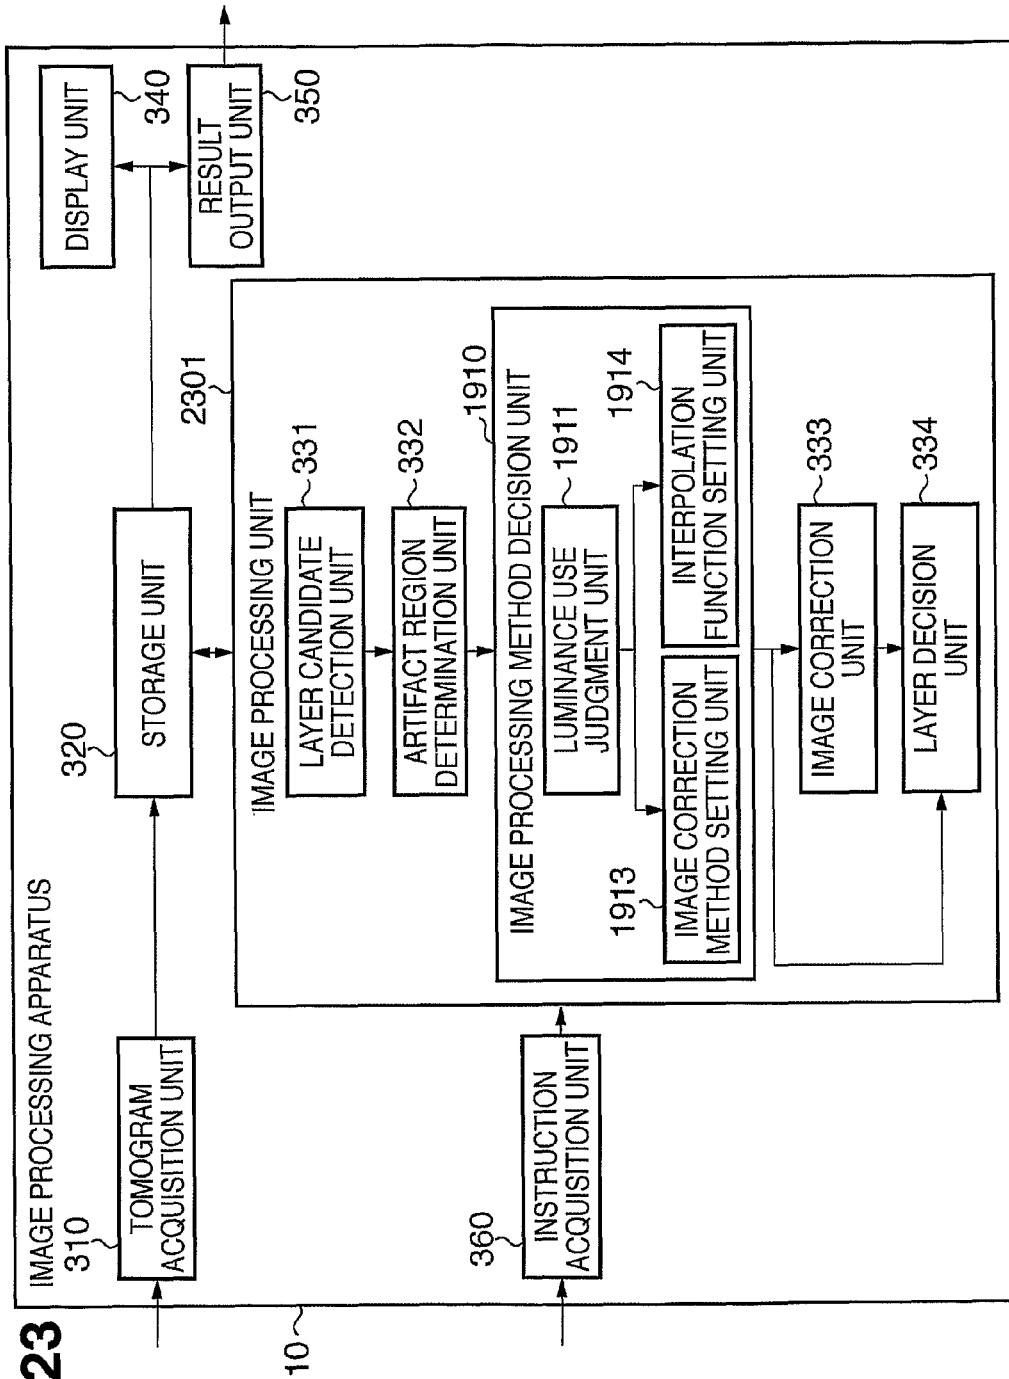 23
10
IMAGE PROCESSING APPARATUS
310
TOMOGRAM
ACQUISITION UNIT
320
STORAGE UNIT
DISPLAY UNIT
340
RESULT
OUTPUT UNIT
350
360
INSTRUCTION
ACQUISITION UNIT
2301
IMAGE PROCESSING UNIT
LAYER CANDIDATE
DETECTION UNIT
331
ARTIFACT REGION
DETERMINATION UNIT
332
IMAGE PROCESSING METHOD DECISION UNIT
1910
LUMINANCE USE
JUDGMENT UNIT
1911
1913
IMAGE CORRECTION
METHOD SETTING UNIT
1914
INTERPOLATION
FUNCTION SETTING UNIT
IMAGE CORRECTION
UNIT
333
LAYER DECISION
UNIT
334